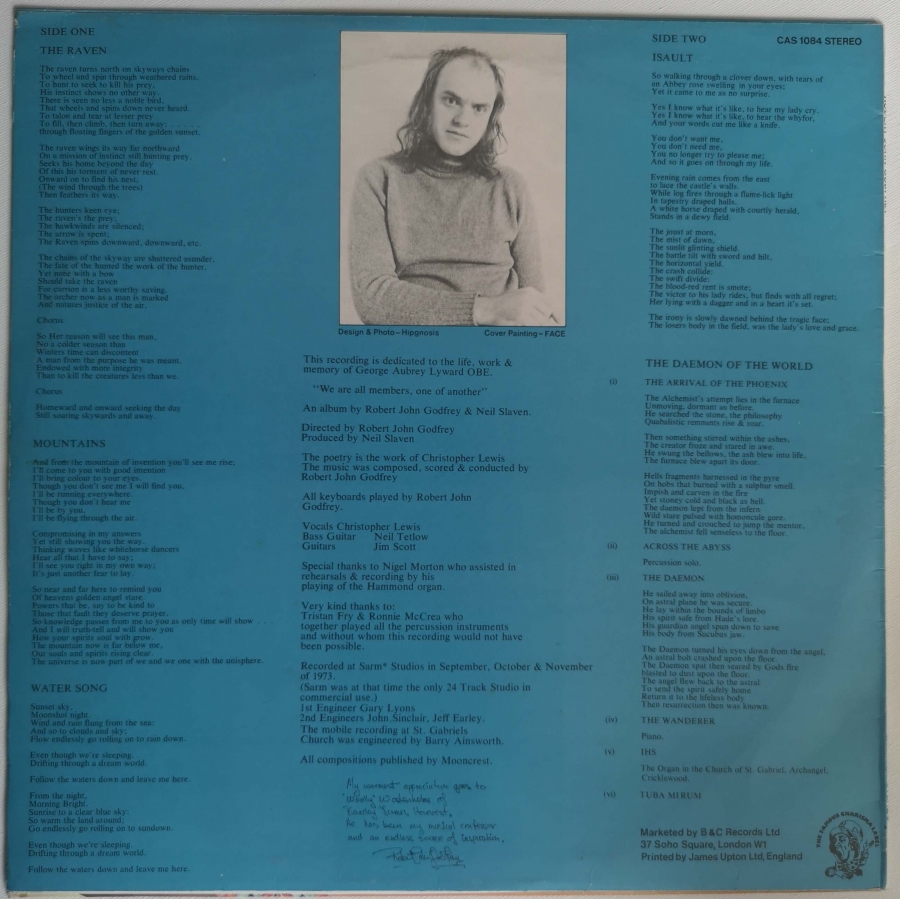 SIDE ONE
THE RAVEN
The raven turns north on skyways chains
To wheel and spin through weathered rains.
To hunt to seek to kill his prey,
His instinct shows no other way.
There is seen no less a noble bird,
That wheels and spins down never heard.
To talon and tear at lesser prey
To fill, then climb, then turn away;
through floating fingers of the golden sunset.
The raven wings its way far northward
On a mission of instinct still hunting prey.
Seeks his home beyond the day
Of this his torment of never rest.
Onward on to find his nest,
(The wind through the trees)
Then feathers its way.
The hunters keen eye;
The raven's the prey;
The hawkwinds are silenced;
The arrow is spent;
The Raven spins downward, downward, etc.
The chains of the skyway are shattered asunder,
The fate of the hunted the work of the hunter,
Yet none with a bow
Should take the raven
For carrion is a less worthy saving.
The archer now as a man is marked
And natures justice of the air.
Chorus
So Her reason will see this man,
No a colder season than
Winters time can discontent
A man from the purpose he was meant.
Endowed with more integrity
Than to kill the creatures less than we.
Chorus
Homeward and onward seeking the day
Still soaring skywards and away.
MOUNTAINS
And from the mountain of invention you'll see me rise;
I'll come to you with good intention
I'll bring colour to your eyes.
Though you don't see me I will find you,
I'll be running everywhere.
Though you don't hear me
I'll be by you,
I'll be flying through the air.
Compromising in my answers
Yet still showing you the way.
Thinking waves like whitehorse dancers
Hear all that I have to say;
I'll see you right in my own way;
It's just another fear to lay.
So near and far here to remind you
Of heavens golden angel stare.
Powers that be, say to be kind to
Those that fault they deserve prayer.
So knowledge passes from me to you as only time will show . . .
And I will truth-tell and will show you
How your spirits soul with grow.
The mountain now is far below me,
Our souls and spirits rising clear.
The universe is now part of we and we one with the unisphere.
WATER SONG
Sunset sky,
Moonshot night.
Wind and rain flung from the sea:
And so to clouds and sky;
Flow endlessly go rolling on to rain down.
Even though we're sleeping.
Drifting through a dream world.
Follow the waters down and leave me here.
From the night,
Morning Bright.
Sunrise to a clear blue sky:
So warm the land around;
Go endlessly go rolling on to sundown.
Even though we're sleeping.
Drifting through a dream world.
Follow the waters down and leave me here.
Design & Photo – Hipgnosis Cover Painting – FACE
This recording is dedicated to the life, work &
memory of George Aubrey Lyward OBE.
"We are all members, one of another"
An album by Robert John Godfrey & Neil Slaven.
Directed by Robert John Godfrey
Produced by Neil Slaven
The poetry is the work of Christopher Lewis
The music was composed, scored & conducted by
Robert John Godfrey
All keyboards played by Robert John
Godfrey.
Vocals Christopher Lewis
Bass Guitar Neil Tetlow
Guitars Jim Scott
Special thanks to Nigel Morton who assisted in
rehearsals & recording by his
playing of the Hammond organ.
Very kind thanks to:
Tristan Fry & Ronnie McCrea who
together played all the percussion instruments
and without whom this recording would not have
been possible.
Recorded at Sarm* Studios in September, October & November
of 1973.
(Sarm was at that time the only 24 Track Studio in
commercial use.)
1st Engineer Gary Lyons
2nd Engineers John Sinclair, Jeff Earley.
The mobile recording at St. Gabriels
Church was engineered by Barry Ainsworth.
All compositions published by Mooncrest.
My warmest appreciation goes to
"Woolly" Wolstenholme of
Barclay James Harvest,
he has been my musical confessor
and an endless source of inspiration,
Robert John Godfrey
SIDE TWO
CAS 1084 STEREO
ISAULT
So walking through a clover down, with tears of
an Abbey rose swelling in your eyes:
Yet it came to me as no surprise.
Yes I know what it's like, to hear my lady cry,
Yes I know what it's like, to hear the whyfor,
And your words cut me like a knife.
You don't want me,
You don't need me,
You no longer try to please me:
And so it goes on through my life.
Evening rain comes from the east
to lace the castle's walls.
While log fires through a flame-lick light
In tapestry draped halls.
A white horse draped with courtly herald,
Stands in a dewy field.
The joust at morn,
The mist of dawn,
The sunlit glinting shield.
The battle tilt with sword and hilt,
The horizontal yield.
The crash collide:
The swift divide:
The blood-red rent is smote;
The victor to his lady rides, but finds with all regret;
Her lying with a dagger and in a heart it's set.
The irony is slowly dawned behind the tragic face;
The losers body in the field, was the lady's love and grace.
THE DAEMON OF THE WORLD
(i) THE ARRIVAL OF THE PHOENIX
The Alchemist's attempt lies in the furnace
Unmoving, dormant as before.
He searched the stone, the philosophy
Quabalistic remnants rise & roar.
Then something stirred within the ashes,
The creator froze and stared in awe.
He swung the bellows, the ash blew into life,
The furnace blew apart its door.
Hells fragments harnessed in the pyre
On hobs that burned with a sulphur smell.
Impish and carven in the fire
Yet stoney cold and black as hell.
The daemon lept from the infern
Wild stare pulsed with homoncule gore.
He turned and crouched to jump the mentor,
The alchemist fell senseless to the floor.
(ii) ACROSS THE ABYSS
Percussion solo.
(iii) THE DAEMON
He sailed away into oblivion,
On astral plane he was secure.
He lay within the bounds of limbo
His spirit safe from Hade's lure.
His guardian angel spun down to save
His body from Sucubus jaw.
The Daemon turned his eyes down from the angel,
An astral bolt crashed upon the floor.
The Daemon spat then seared by Gods fire
blasted to dust upon the floor.
The angel flew back to the astral
To send the spirit safely home
Return it to the lifeless body
Then resurrection then was known.
(iv) THE WANDERER
Piano.
(v) IHS
The Organ in the Church of St. Gabriel, Archangel,
Cricklewood.
(vi) TUBA MIRUM
Marketed by B&C Records Ltd
37 Soho Square, London W1
Printed by James Upton Ltd, England
THE FAMOUS CHARISMA LABEL